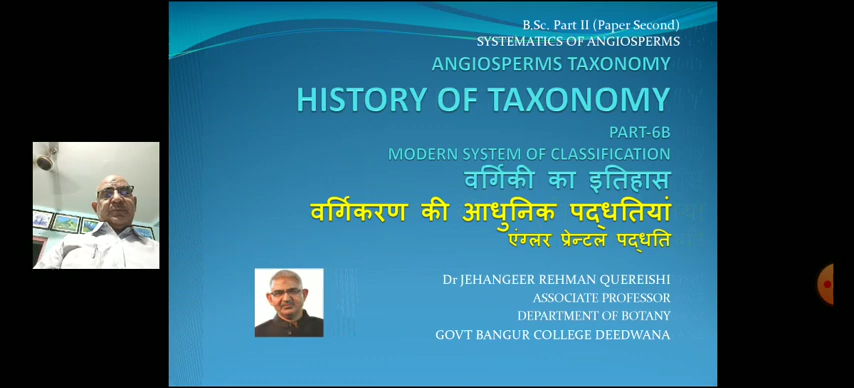 B.Sc. Part II (Paper Second)
SYSTEMATICS OF ANGIOSPERMS
ANGIOSPERMS TAXONOMY
HISTORY OF TAXONOMY
PART-6B
MODERN SYSTEM OF CLASSIFICATION
वर्गिकी का इतिहास
वर्गिकरण की आधुनिक पद्धतियां
एंग्लर प्रेन्टल पद्धति
Dr JEHANGEER REHMAN QUEREISHI
ASSOCIATE PROFESSOR
DEPARTMENT OF BOTANY
GOVT BANGUR COLLEGE DEEDWANA